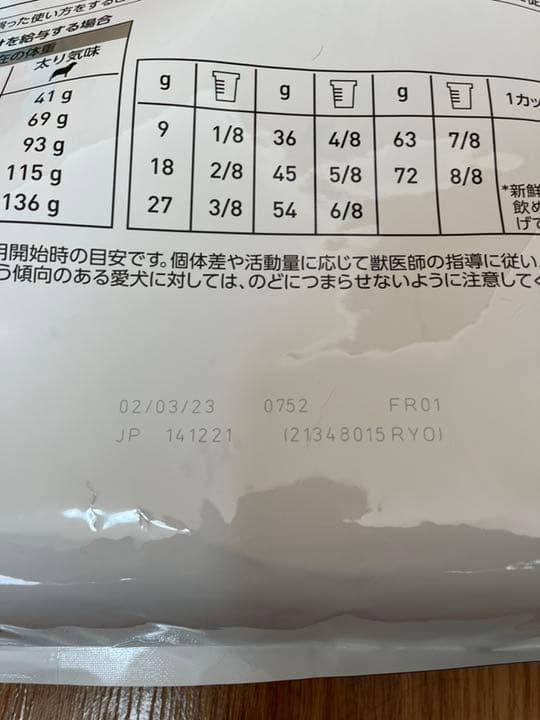 誤った使い方をする
けを給与する場合
在の体重
太り気味
41 g
69 g
93 g
115 g
136 g
g g g 1カッ
9 1/8 36 4/8 63 7/8
18 2/8 45 5/8 72 8/8
27 3/8 54 6/8
*新鮮
飲め
げて
用開始時の目安です。個体差や活動量に応じて獣医師の指導に従い
う傾向のある愛犬に対しては、のどにつまらせないように注意してく
02/03/23 0752 FR01
JP 141221 (21348015RYO)